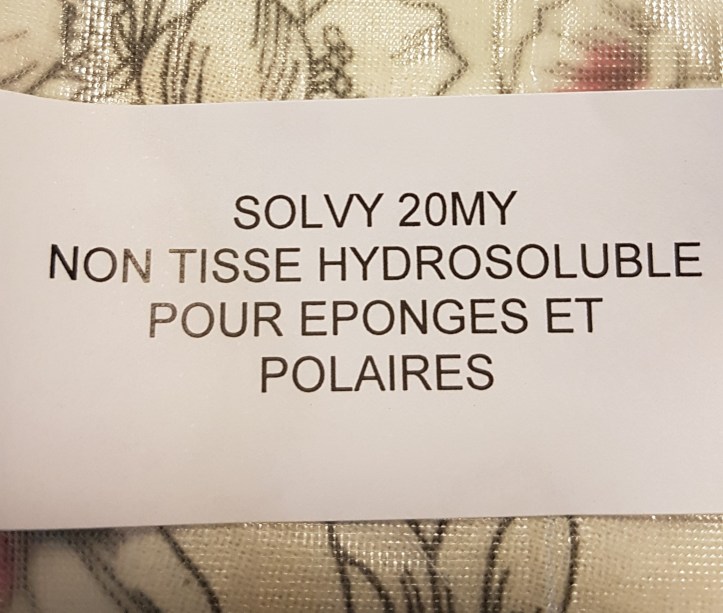 SOLVY 20MY
NON TISSE HYDROSOLUBLE
POUR EPONGES ET
POLAIRES